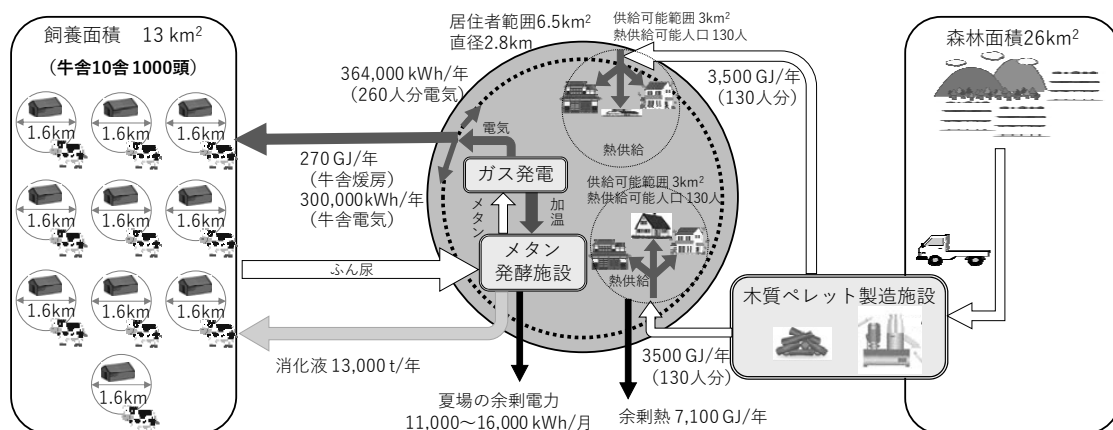 飼養面積　13 km²
（牛舎10舎 1000頭）
1.6km
1.6km
1.6km
1.6km
1.6km
1.6km
1.6km
1.6km
1.6km
1.6km
居住者範囲6.5km²
直径2.8km
364,000 kWh/年
（260人分電気）
供給可能範囲 3km²
熱供給可能人口 130人
熱供給
電気
270 GJ/年
（牛舎煖房）
300,000kWh/年
（牛舎電気）
ガス発電
メタン
加温
メタン
発酵施設
ふん尿
消化液 13,000 t/年
供給可能範囲 3km²
熱供給可能人口 130人
熱供給
夏場の余剰電力
11,000～16,000 kWh/月
余剰熱 7,100 GJ/年
3,500 GJ/年
（130人分）
3500 GJ/年
（130人分）
森林面積26km²
木質ペレット製造施設